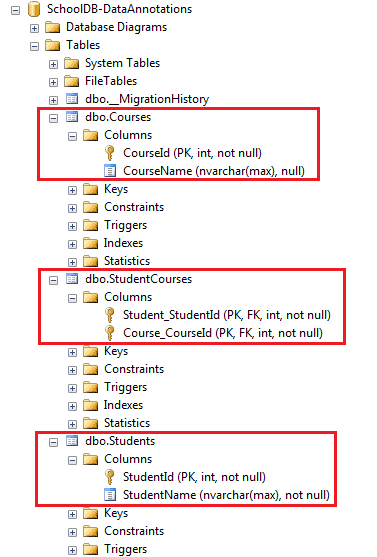 SchoolDB-DataAnnotations
Database Diagrams
Tables
System Tables
FileTables
dbo.__MigrationHistory
dbo.Courses
Columns
CourseId (PK, int, not null)
CourseName (nvarchar(max), null)
Keys
Constraints
Triggers
Indexes
Statistics
dbo.StudentCourses
Columns
Student_StudentId (PK, FK, int, not null)
Course_CourseId (PK, FK, int, not null)
Keys
Constraints
Triggers
Indexes
Statistics
dbo.Students
Columns
StudentId (PK, int, not null)
StudentName (nvarchar(max), not null)
Keys
Constraints
Triggers